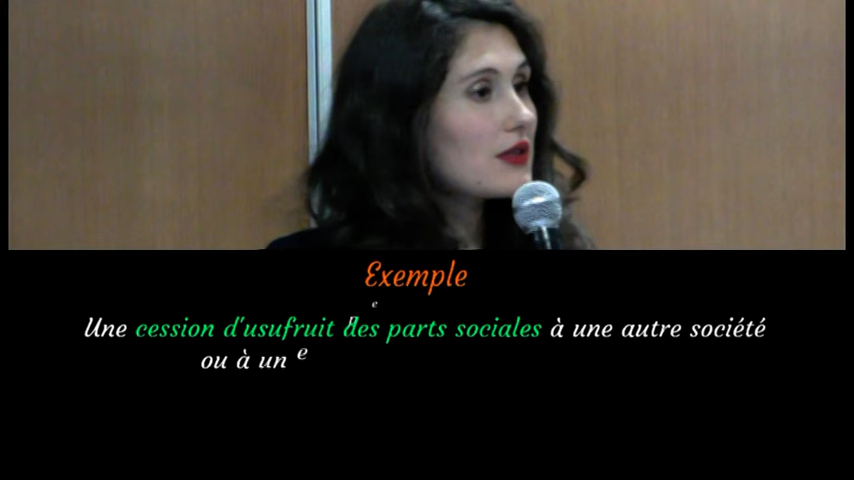 Exemple
Une cession d'usufruit des parts sociales à une autre société
ou à un e